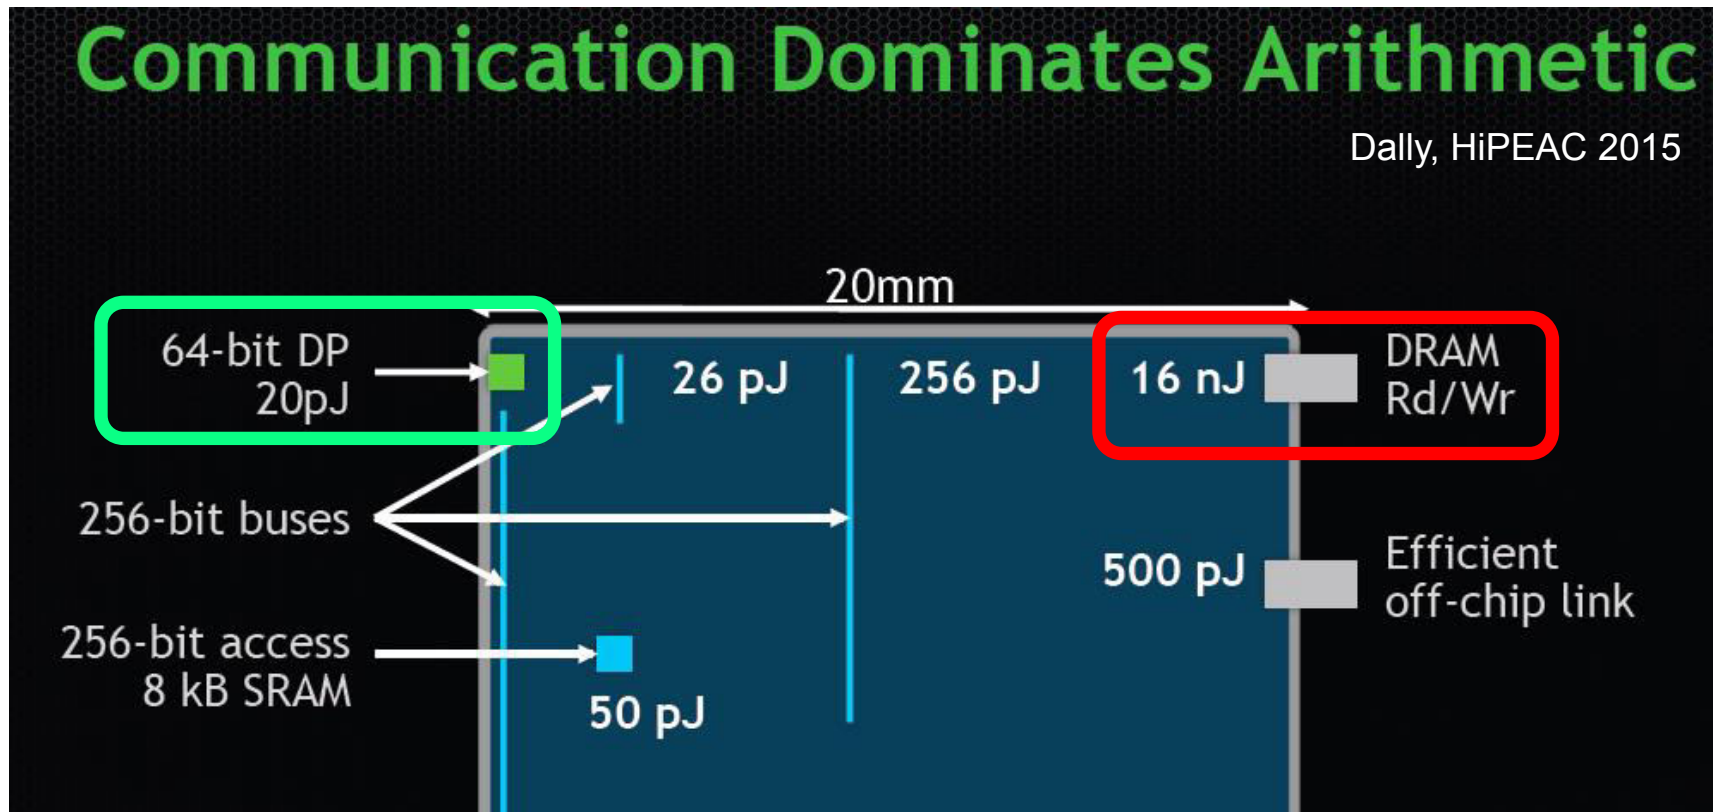 Communication Dominates Arithmetic
Dally, HiPEAC 2015
20mm
64-bit DP
20pJ
26 pJ
256 pJ
16 nJ
DRAM
Rd/Wr
256-bit buses
500 pJ
Efficient
off-chip link
256-bit access
8 kB SRAM
50 pJ